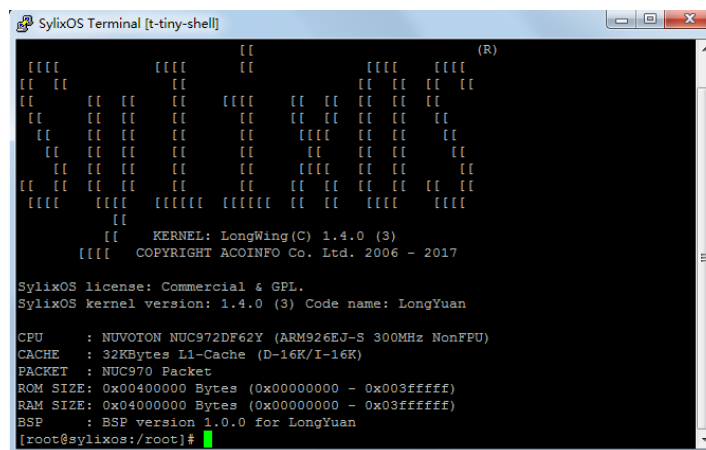 SylixOS Terminal [t-tiny-shell]
(R)
SylixOS
KERNEL: LongWing(C) 1.4.0 (3)
COPYRIGHT ACOINFO Co. Ltd. 2006 - 2017
SylixOS license: Commercial & GPL.
SylixOS kernel version: 1.4.0 (3) Code name: LongYuan
CPU     : NUVOTON NUC972DF62Y (ARM926EJ-S 300MHz NonFPU)
CACHE   : 32KBytes L1-Cache (D-16K/I-16K)
PACKET  : NUC970 Packet
ROM SIZE: 0x00400000 Bytes (0x00000000 - 0x003fffff)
RAM SIZE: 0x04000000 Bytes (0x00000000 - 0x03ffffff)
BSP     : BSP version 1.0.0 for LongYuan
[root@sylixos:/root]#